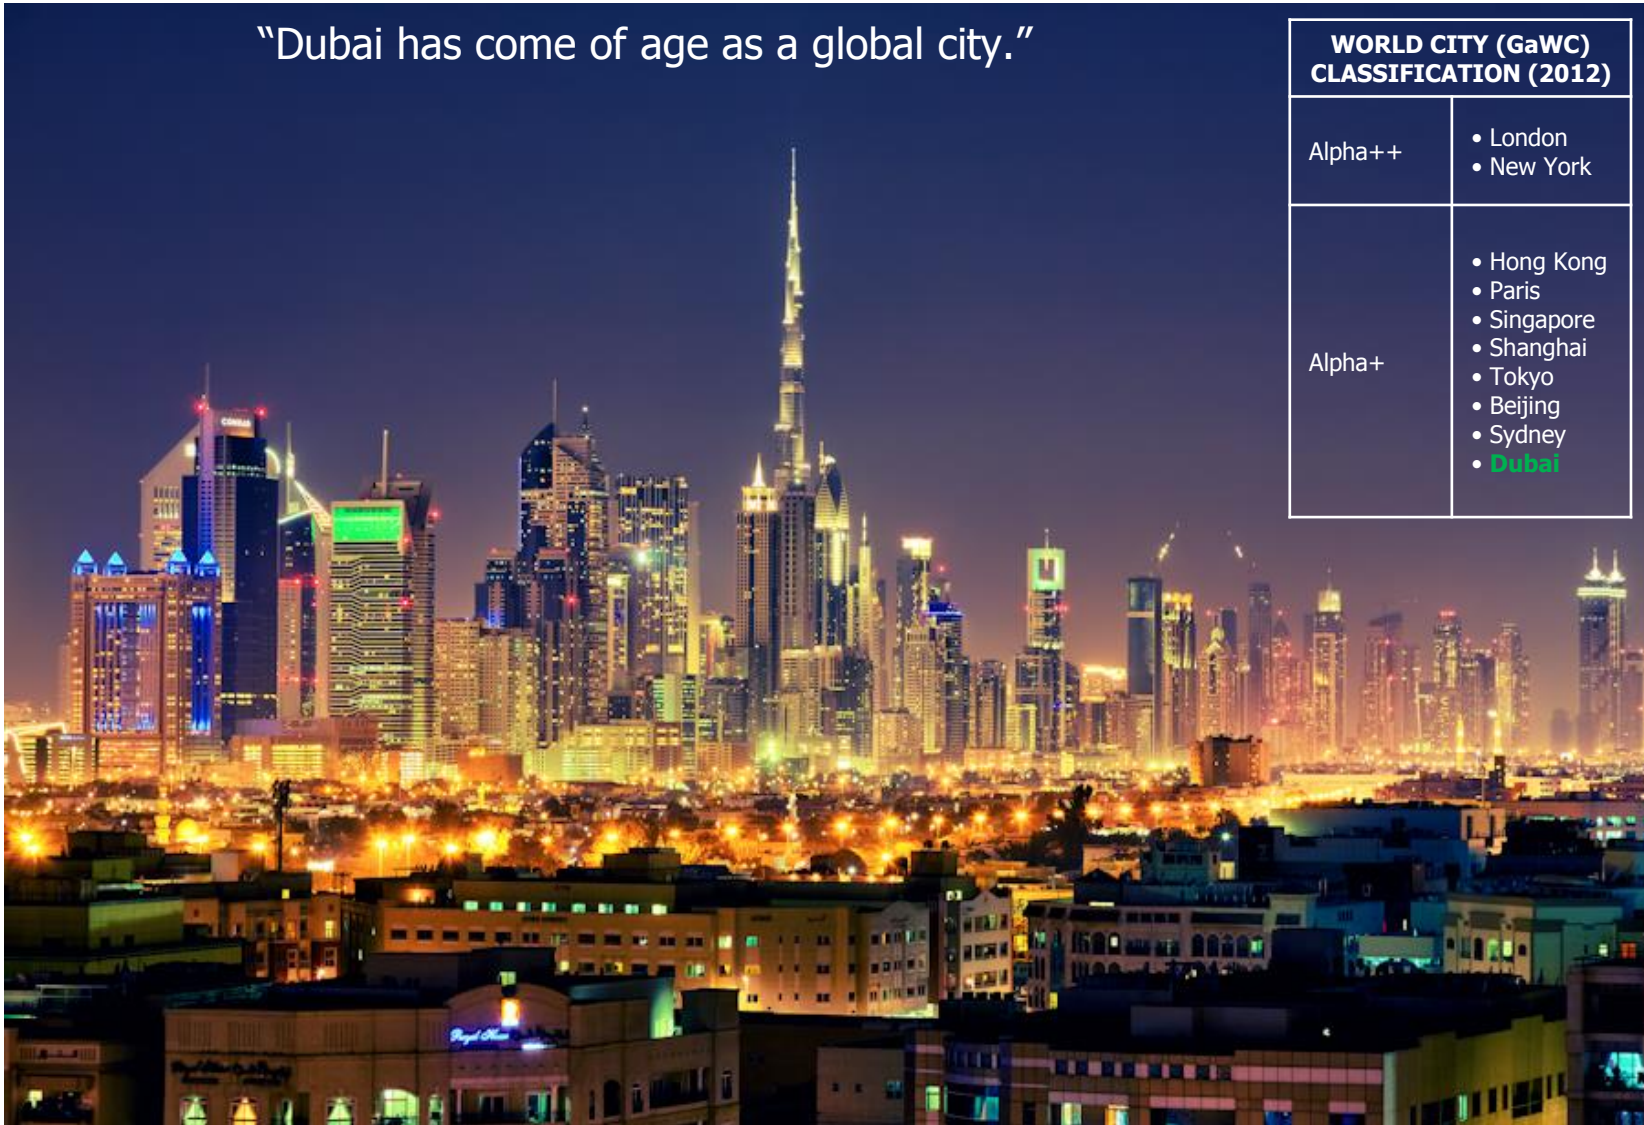 “Dubai has come of age as a global city.”
WORLD CITY (GaWC)
CLASSIFICATION (2012)
Alpha++
• London
• New York
Alpha+
• Hong Kong
• Paris
• Singapore
• Shanghai
• Tokyo
• Beijing
• Sydney
• Dubai